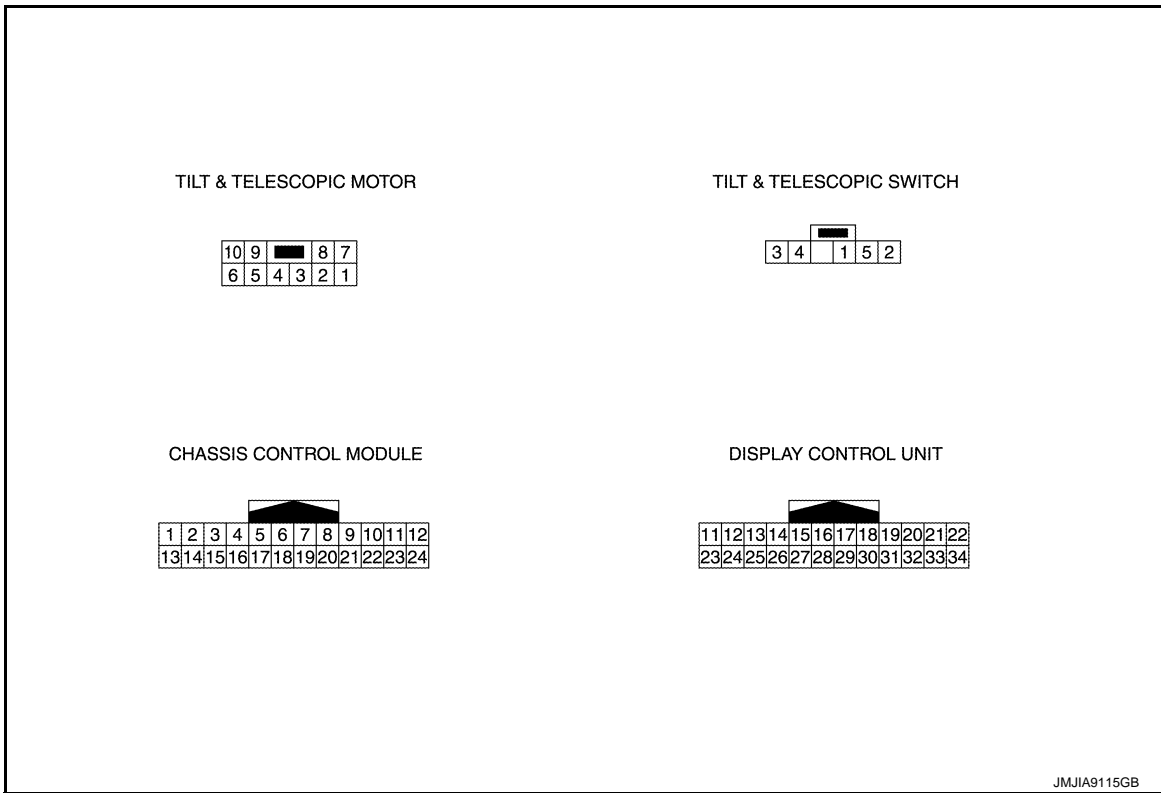 TILT & TELESCOPIC MOTOR
10 9 8 7
6 5 4 3 2 1
TILT & TELESCOPIC SWITCH
3 4 1 5 2
CHASSIS CONTROL MODULE
1 2 3 4 5 6 7 8 9 10 11 12
13 14 15 16 17 18 19 20 21 22 23 24
DISPLAY CONTROL UNIT
11 12 13 14 15 16 17 18 19 20 21 22
23 24 25 26 27 28 29 30 31 32 33 34
JMJIA9115GB